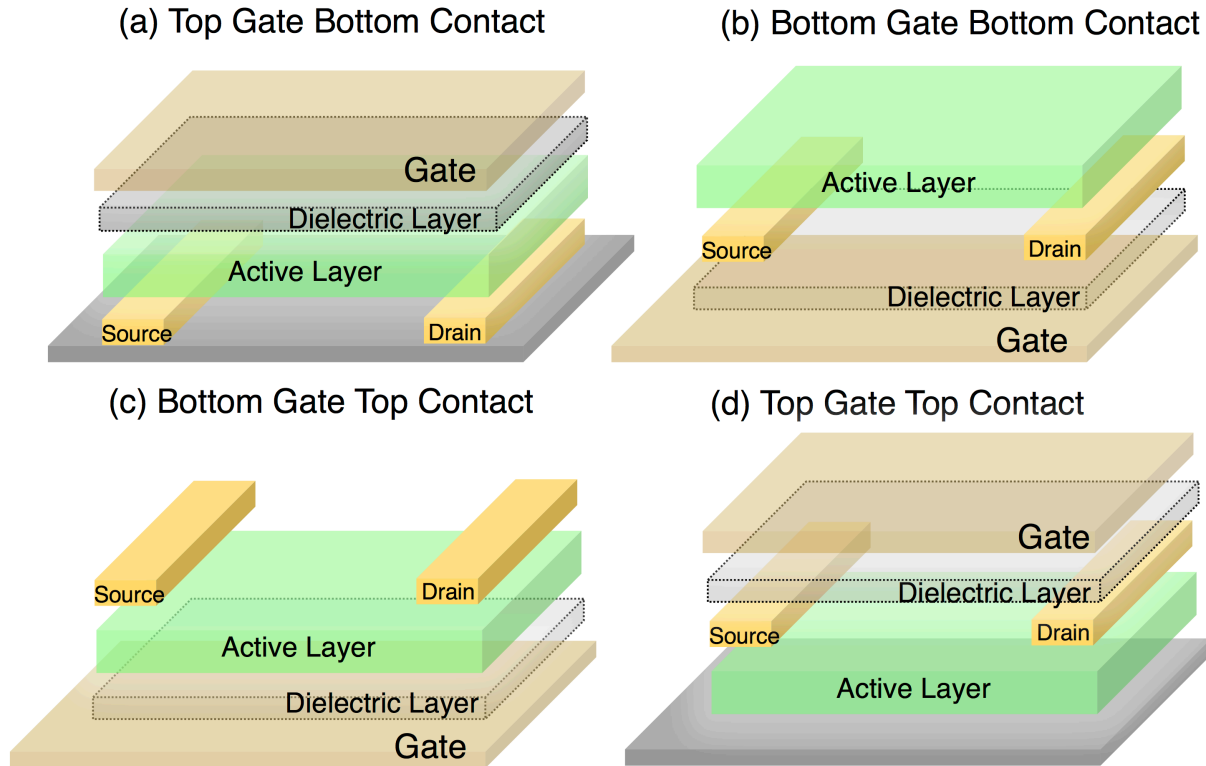 (a) Top Gate Bottom Contact
Gate
Dielectric Layer
Active Layer
Source
Drain
(b) Bottom Gate Bottom Contact
Active Layer
Source
Drain
Dielectric Layer
Gate
(c) Bottom Gate Top Contact
Source
Drain
Active Layer
Dielectric Layer
Gate
(d) Top Gate Top Contact
Gate
Dielectric Layer
Source
Drain
Active Layer